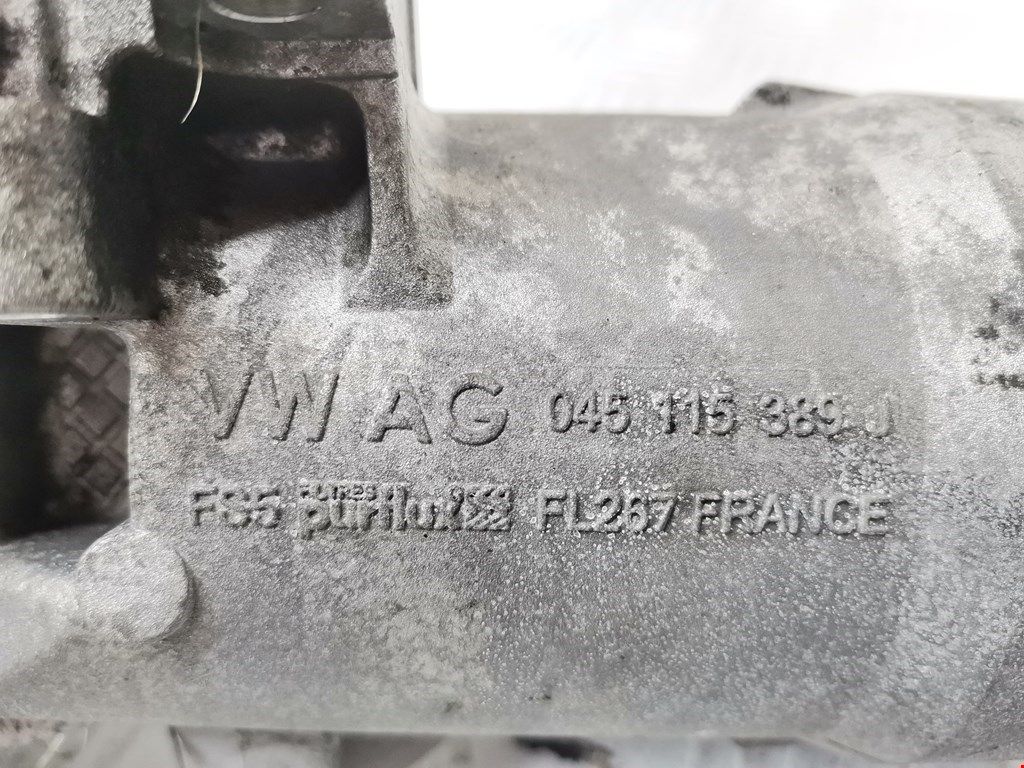 VW AG 045 115 389 J
FS5 purflux FL267 FRANCE